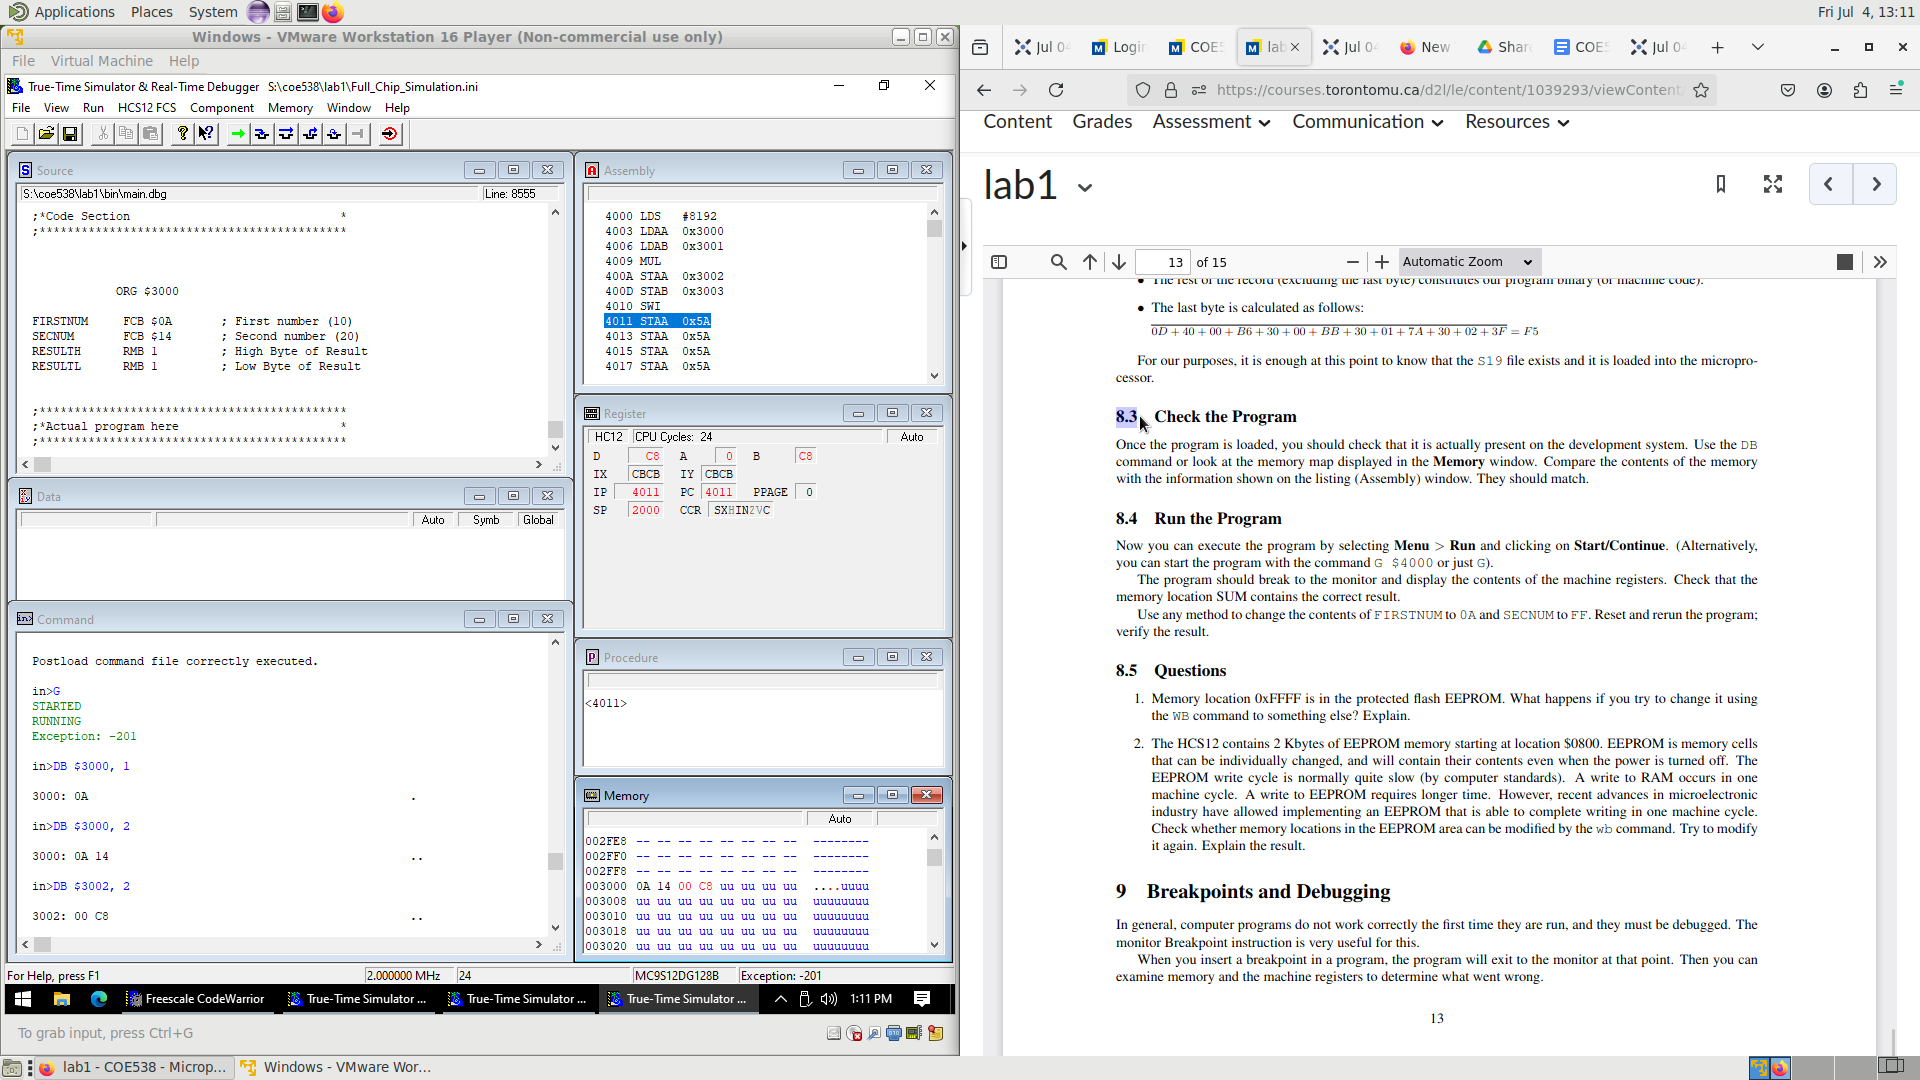 Applications Places System
Fri Jul 4, 13:11
Windows - VMware Workstation 16 Player (Non-commercial use only)
File Virtual Machine Help
True-Time Simulator & Real-Time Debugger S:\coe538\lab1\Full_Chip_Simulation.ini
File View Run HCS12 FCS Component Memory Window Help
Source
S:\coe538\lab1\bin\main.dbg
Line: 8555
;*Code Section *
;*******************************************
ORG $3000
FIRSTNUM FCB $0A ; First number (10)
SECNUM FCB $14 ; Second number (20)
RESULTH RMB 1 ; High Byte of Result
RESULTL RMB 1 ; Low Byte of Result
;*******************************************
;*Actual program here *
;*******************************************
Data
Auto Symb Global
Command
Postload command file correctly executed.
in>G
STARTED
RUNNING
Exception: -201
in>DB $3000, 1
3000: 0A .
in>DB $3000, 2
3000: 0A 14 ..
in>DB $3002, 2
3002: 00 C8 ..
Assembly
4000 LDS #8192
4003 LDAA 0x3000
4006 LDAB 0x3001
4009 MUL
400A STAA 0x3002
400D STAB 0x3003
4010 SWI
4011 STAA 0x5A
4013 STAA 0x5A
4015 STAA 0x5A
4017 STAA 0x5A
Register
HC12 CPU Cycles: 24 Auto
D C8 A 0 B C8
IX CBCB IY CBCB
IP 4011 PC 4011 PPAGE 0
SP 2000 CCR SXHINZVC
Procedure
<4011>
Memory
Auto
002FE8 -- -- -- -- -- -- -- -- --------
002FF0 -- -- -- -- -- -- -- -- --------
002FF8 -- -- -- -- -- -- -- -- --------
003000 0A 14 00 C8 uu uu uu uu ....uuuu
003008 uu uu uu uu uu uu uu uu uuuuuuuu
003010 uu uu uu uu uu uu uu uu uuuuuuuu
003018 uu uu uu uu uu uu uu uu uuuuuuuu
003020 uu uu uu uu uu uu uu uu uuuuuuuu
For Help, press F1 2.000000 MHz 24 MC9S12DG128B Exception: -201
Freescale CodeWarrior True-Time Simulator ... True-Time Simulator ... True-Time Simulator ... 1:11 PM
To grab input, press Ctrl+G
Jul 04 Login COES lab Jul 04 New Share COES Jul 04
https://courses.torontomu.ca/d2l/le/content/1039293/viewContent
Content Grades Assessment Communication Resources
lab1
13 of 15 Automatic Zoom
• The rest of the record (excluding the last byte) constitutes our program binary (or machine code).
• The last byte is calculated as follows:
0D + 40 + 00 + B6 + 30 + 00 + BB + 30 + 01 + 7A + 30 + 02 + 3F = F5
For our purposes, it is enough at this point to know that the S19 file exists and it is loaded into the micropro-
cessor.
8.3 Check the Program
Once the program is loaded, you should check that it is actually present on the development system. Use the DB
command or look at the memory map displayed in the Memory window. Compare the contents of the memory
with the information shown on the listing (Assembly) window. They should match.
8.4 Run the Program
Now you can execute the program by selecting Menu > Run and clicking on Start/Continue. (Alternatively,
you can start the program with the command G $4000 or just G).
The program should break to the monitor and display the contents of the machine registers. Check that the
memory location SUM contains the correct result.
Use any method to change the contents of FIRSTNUM to 0A and SECNUM to FF. Reset and rerun the program;
verify the result.
8.5 Questions
1. Memory location 0xFFFF is in the protected flash EEPROM. What happens if you try to change it using
the WB command to something else? Explain.
2. The HCS12 contains 2 Kbytes of EEPROM memory starting at location $0800. EEPROM is memory cells
that can be individually changed, and will contain their contents even when the power is turned off. The
EEPROM write cycle is normally quite slow (by computer standards). A write to RAM occurs in one
machine cycle. A write to EEPROM requires longer time. However, recent advances in microelectronic
industry have allowed implementing an EEPROM that is able to complete writing in one machine cycle.
Check whether memory locations in the EEPROM area can be modified by the wb command. Try to modify
it again. Explain the result.
9 Breakpoints and Debugging
In general, computer programs do not work correctly the first time they are run, and they must be debugged. The
monitor Breakpoint instruction is very useful for this.
When you insert a breakpoint in a program, the program will exit to the monitor at that point. Then you can
examine memory and the machine registers to determine what went wrong.
13
lab1 - COE538 - Microp... Windows - VMware Wor...